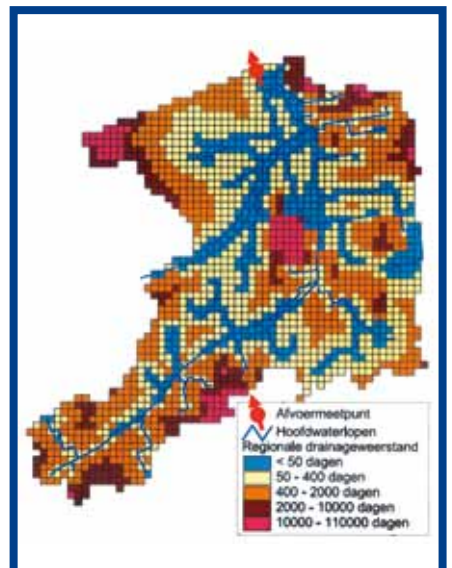 Afvoermeetpunt
Hoofdwaterlopen
Regionale drainageweerstand
< 50 dagen
50 - 400 dagen
400 - 2000 dagen
2000 - 10000 dagen
10000 - 110000 dagen